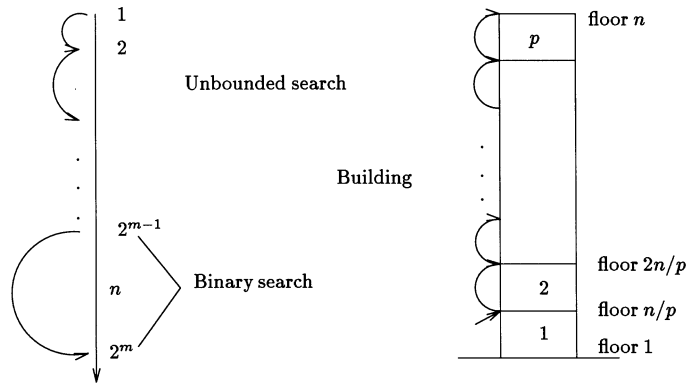 1
2
Unbounded search
2^{m-1}
n
Binary search
2^m
floor n
p
Building
floor 2n/p
2
floor n/p
1
floor 1